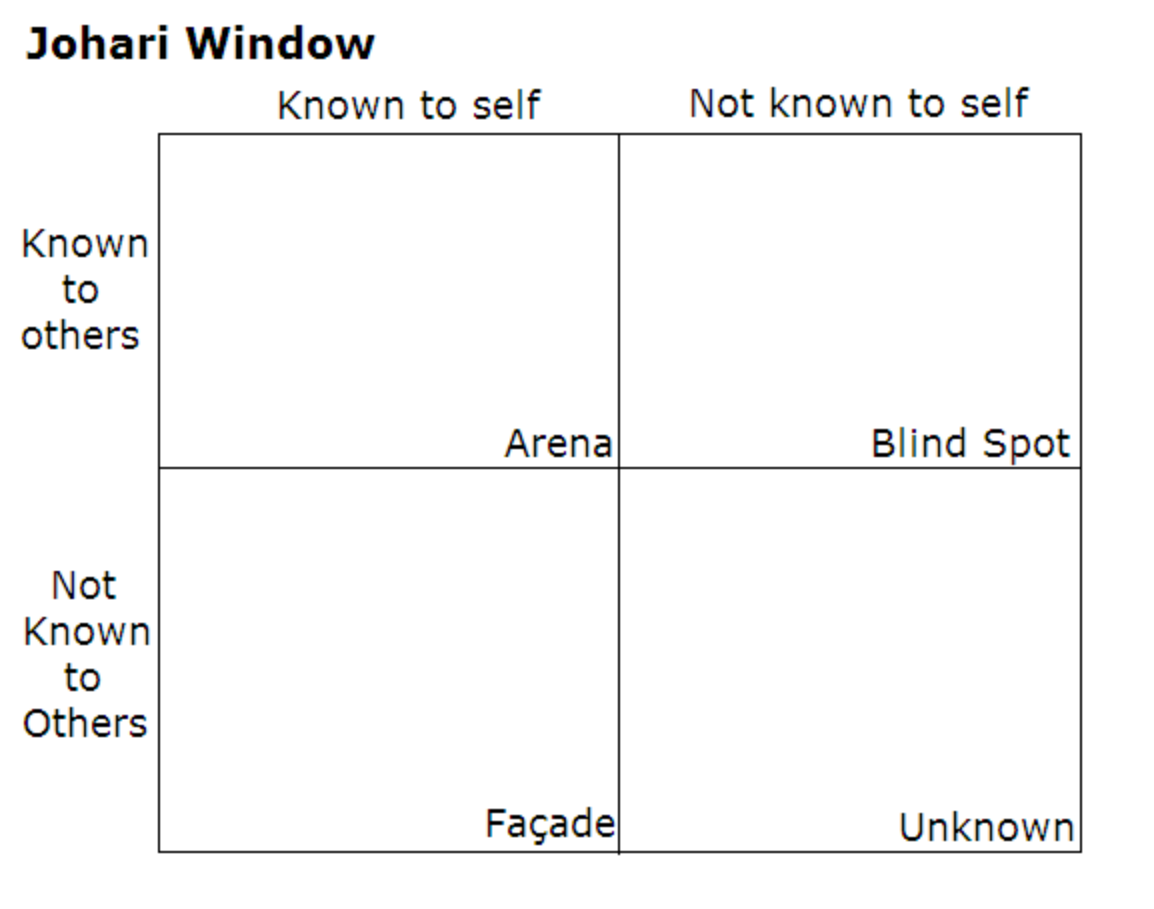 Johari Window
Known to self
Not known to self
Known
to
others
Arena
Blind Spot
Not
Known
to
Others
Façade
Unknown